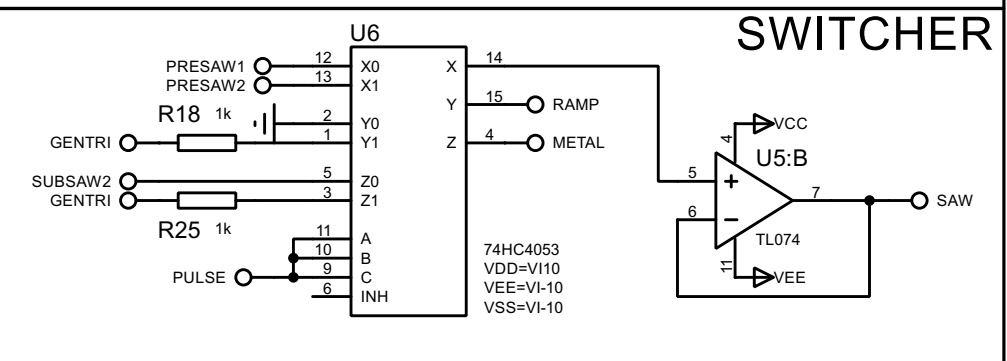 SWITCHER
U6
PRESAW1 12 X0 X 14
PRESAW2 13 X1
Y 15 RAMP
R18 1k
2 Y0
GENTRI 1 Y1 Z 4 METAL
SUBSAW2 5 Z0
GENTRI 3 Z1
R25 1k
11 A
10 B
PULSE 9 C
6 INH
74HC4053
VDD=VI10
VEE=VI-10
VSS=VI-10
4 VCC
U5:B
5 +
7 SAW
6 −
TL074
11 VEE